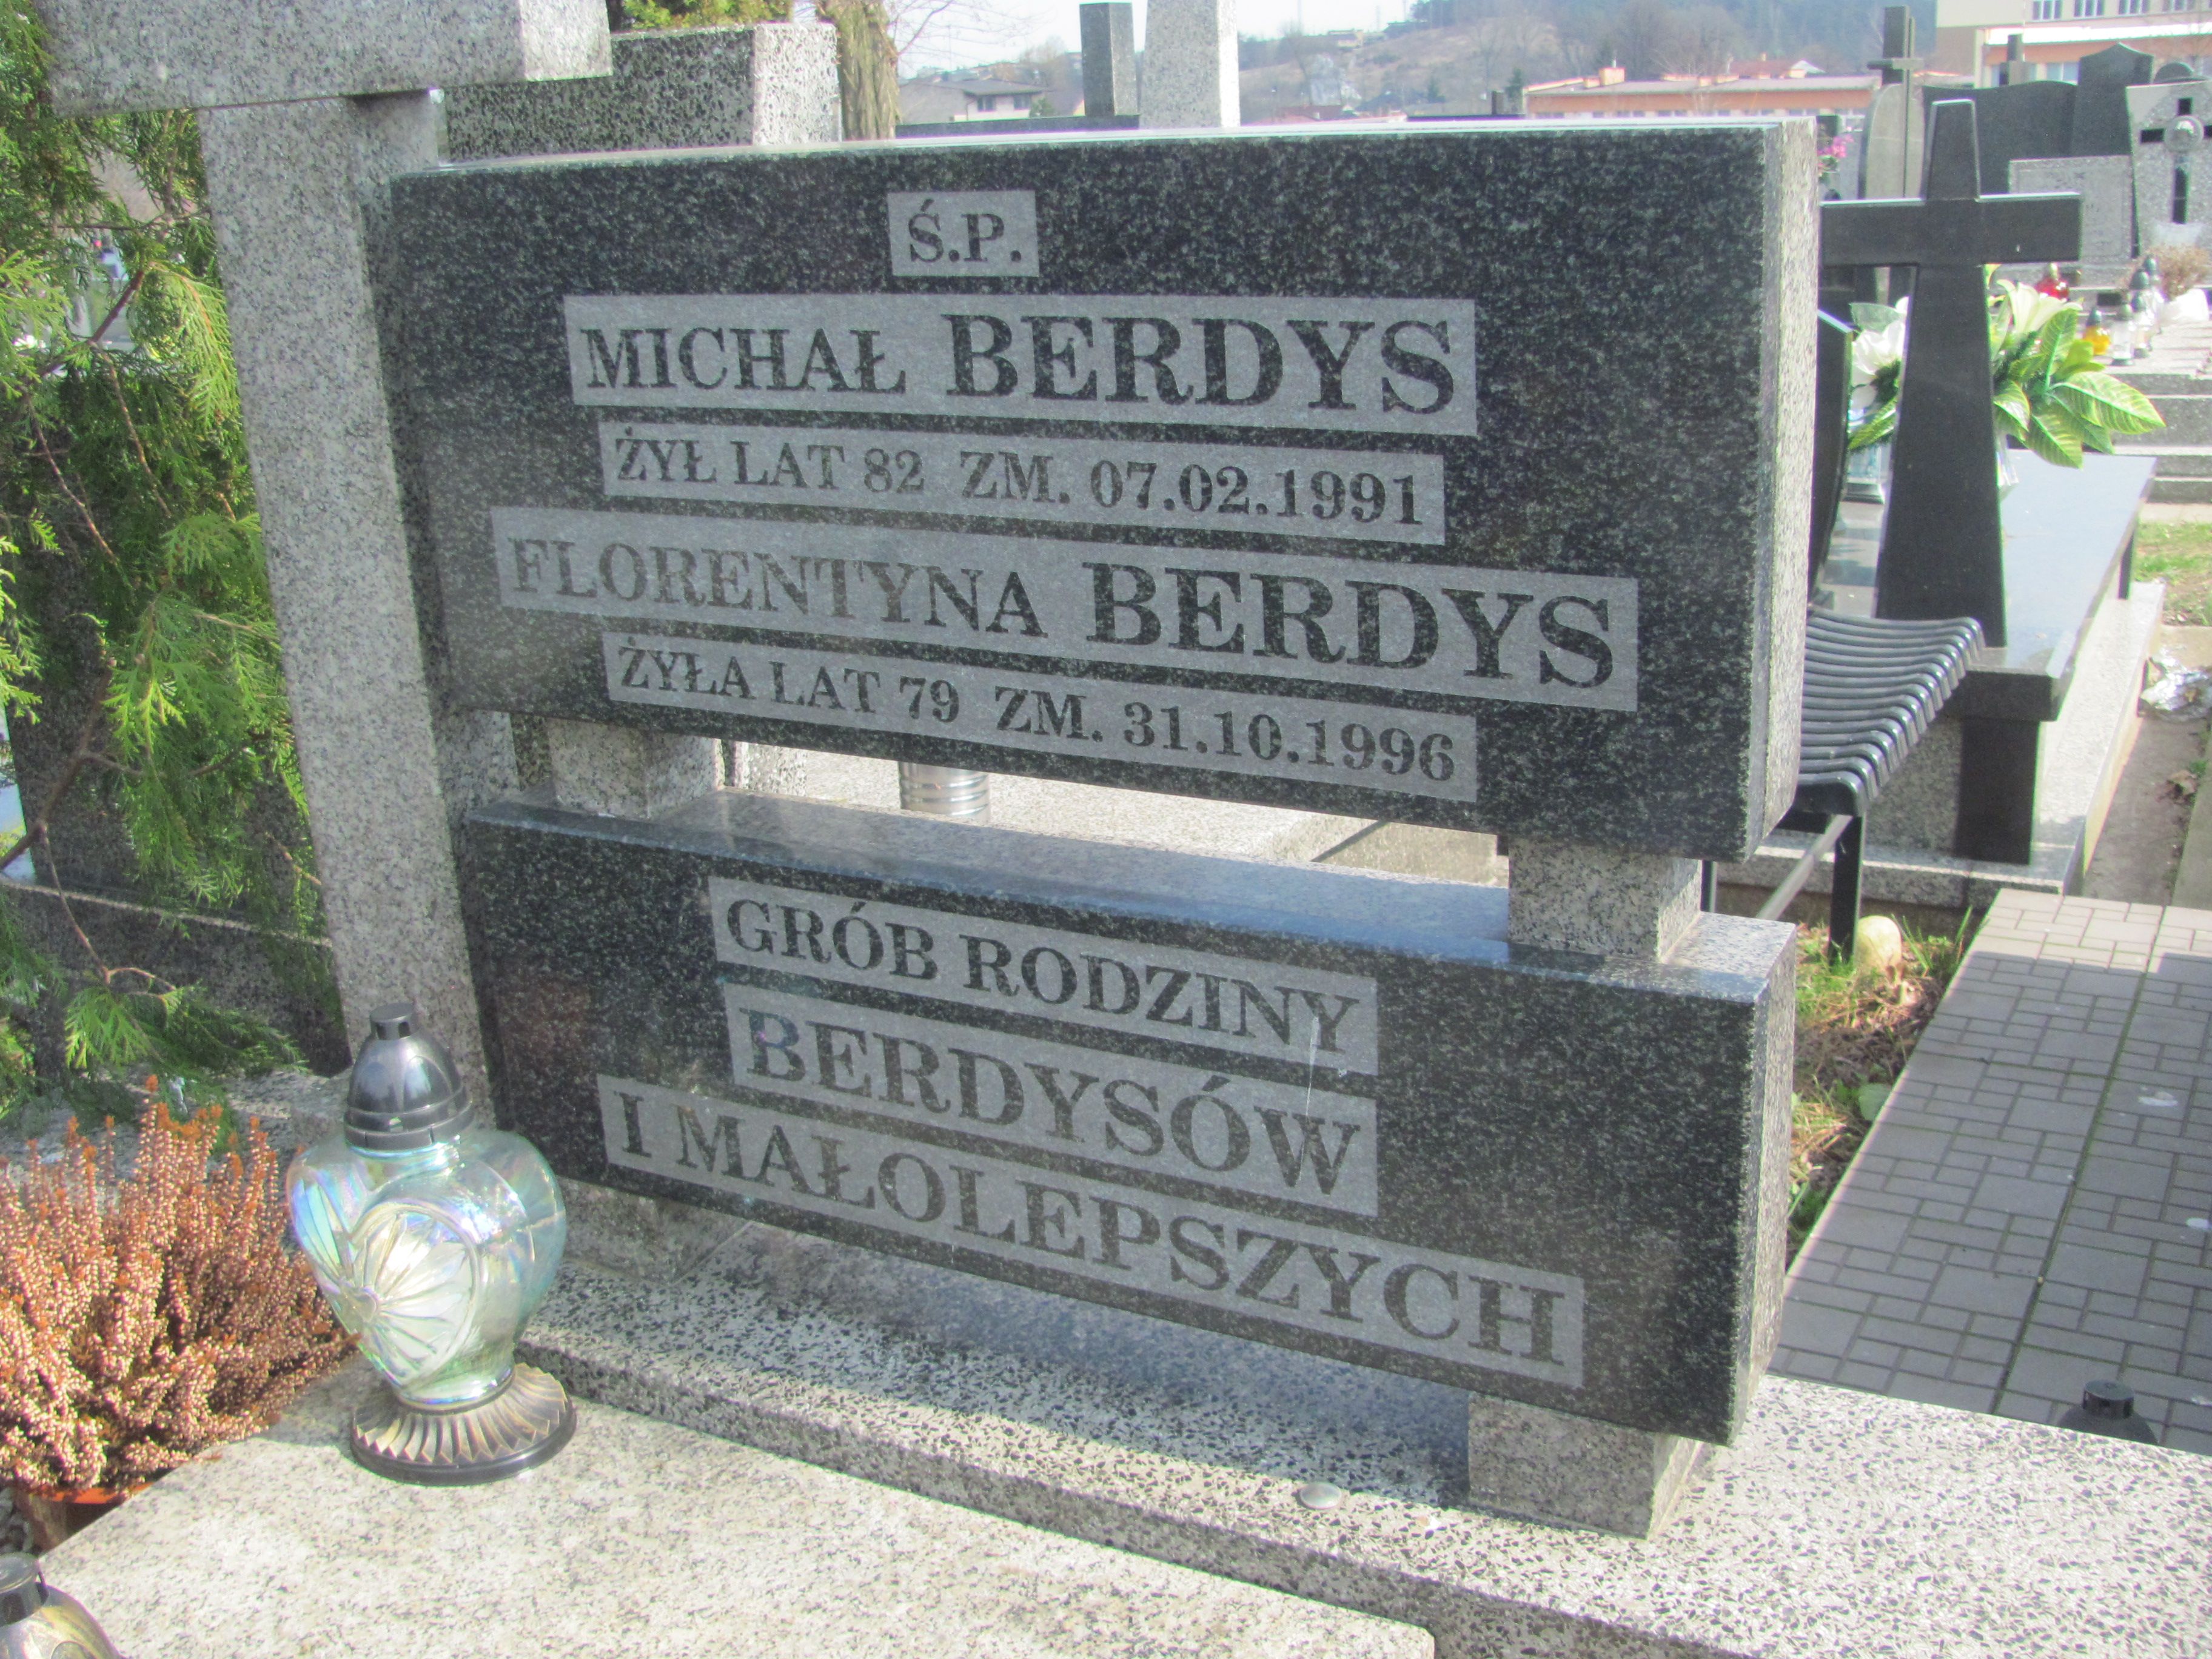 Ś.P.
MICHAŁ BERDYS
ŻYŁ LAT 82 ZM. 07.02.1991
FLORENTYNA BERDYS
ŻYŁA LAT 79 ZM. 31.10.1996
GRÓB RODZINY
BERDYSÓW
I MAŁOLEPSZYCH